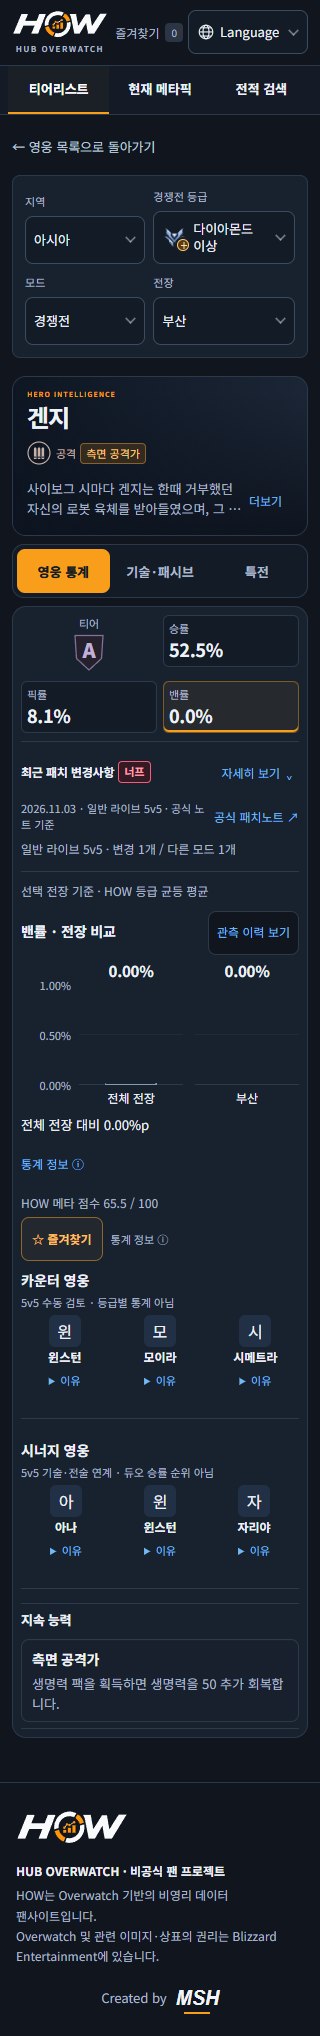 HOW
HUB OVERWATCH
즐겨찾기 0
Language
티어리스트 현재 메타픽 전적 검색
← 영웅 목록으로 돌아가기
지역 경쟁전 등급
아시아 다이아몬드 이상
모드 전장
경쟁전 부산
HERO INTELLIGENCE
겐지
공격 측면 공격가
사이보그 시마다 겐지는 한때 거부했던
자신의 로봇 육체를 받아들였으며, 그 … 더보기
영웅 통계 기술·패시브 특전
티어
A
승률
52.5%
픽률
8.1%
밴률
0.0%
최근 패치 변경사항 너프 자세히 보기 ⌄
2026.11.03 · 일반 라이브 5v5 · 공식 노
트 기준
공식 패치노트 ↗
일반 라이브 5v5 · 변경 1개 / 다른 모드 1개
선택 전장 기준 · HOW 등급 균등 평균
밴률 · 전장 비교 관측 이력 보기
0.00% 0.00%
1.00%
0.50%
0.00%
전체 전장 부산
전체 전장 대비 0.00%p
통계 정보 ⓘ
HOW 메타 점수 65.5 / 100
☆ 즐겨찾기 통계 정보 ⓘ
카운터 영웅
5v5 수동 검토 · 등급별 통계 아님
윈 모 시
윈스턴 모이라 시메트라
▶ 이유 ▶ 이유 ▶ 이유
시너지 영웅
5v5 기술·전술 연계 · 듀오 승률 순위 아님
아 윈 자
아나 윈스턴 자리야
▶ 이유 ▶ 이유 ▶ 이유
지속 능력
측면 공격가
생명력 팩을 획득하면 생명력을 50 추가 회복합
니다.
HOW
HUB OVERWATCH · 비공식 팬 프로젝트
HOW는 Overwatch 기반의 비영리 데이터
팬사이트입니다.
Overwatch 및 관련 이미지·상표의 권리는 Blizzard
Entertainment에 있습니다.
Created by MSH